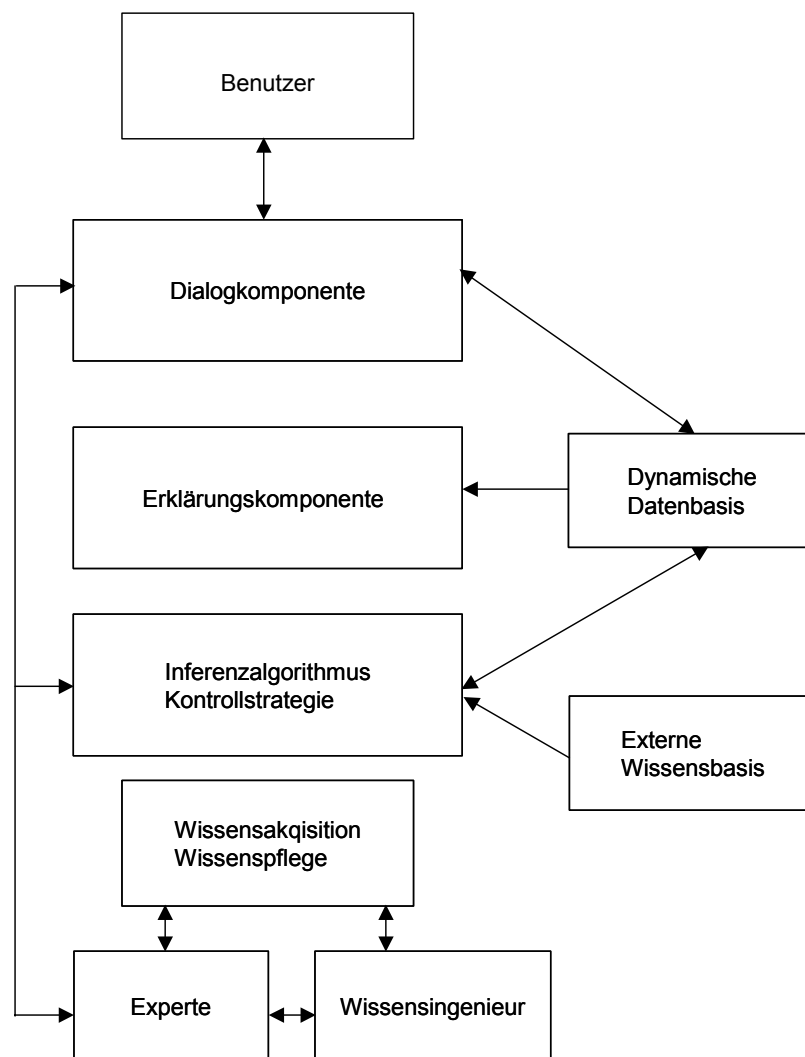 Benutzer
Dialogkomponente
Erklärungskomponente
Dynamische
Datenbasis
Inferenzalgorithmus
Kontrollstrategie
Externe
Wissensbasis
Wissensakqisition
Wissenspflege
Experte
Wissensingenieur